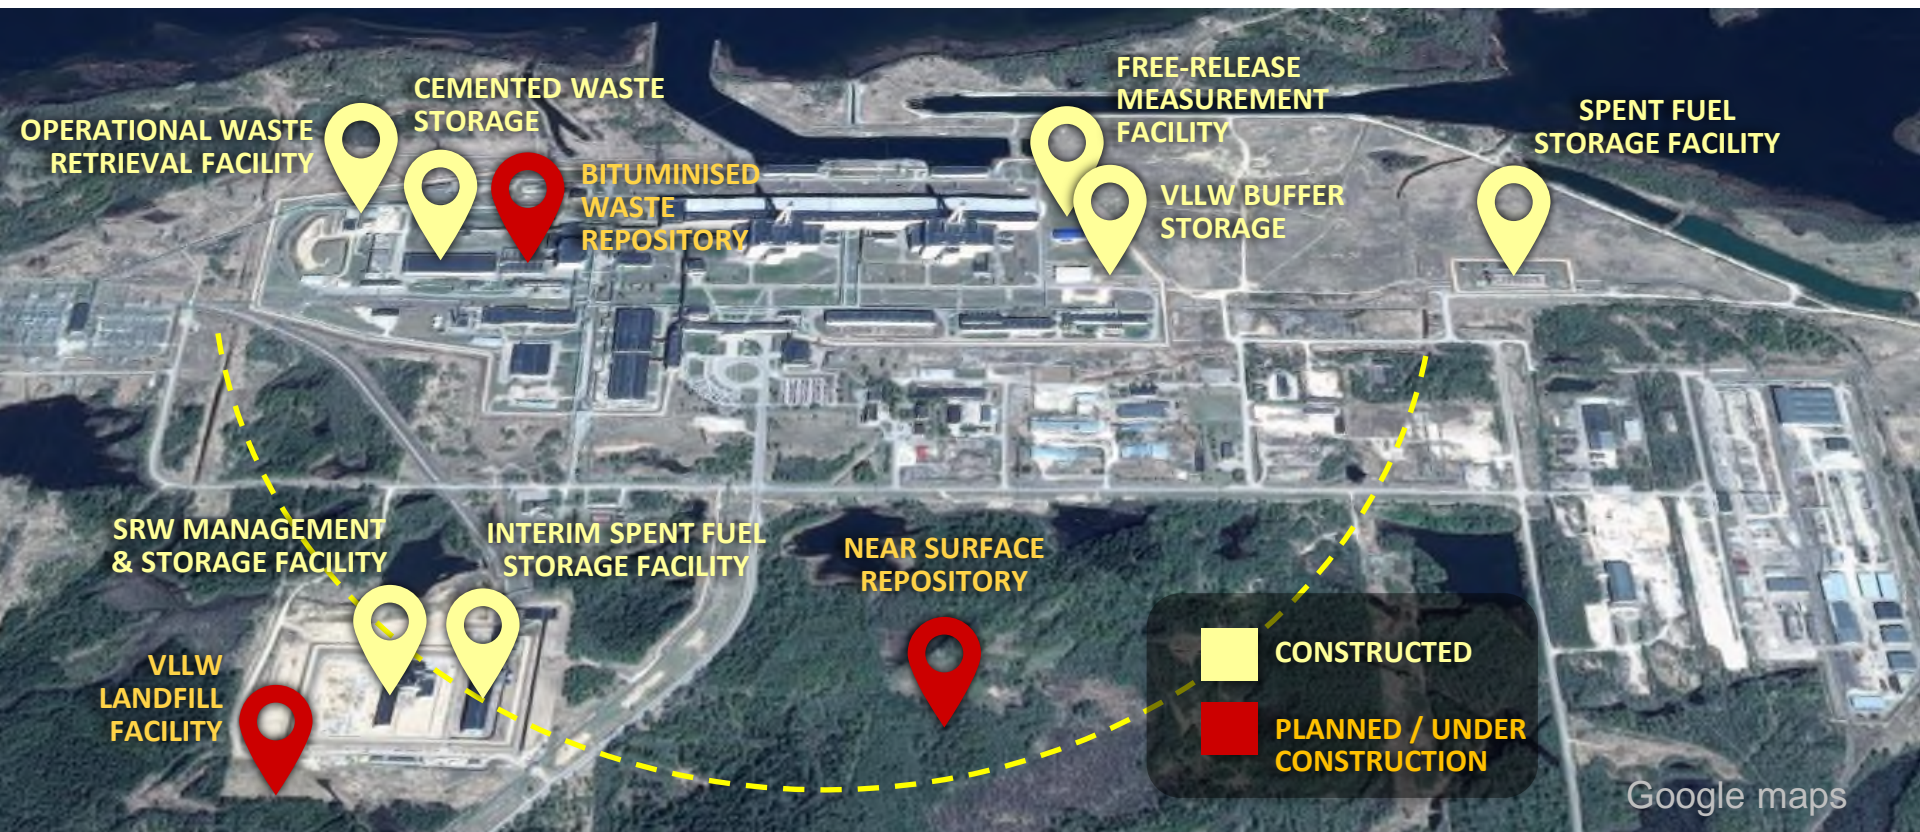 CEMENTED WASTE
STORAGE
OPERATIONAL WASTE
RETRIEVAL FACILITY
BITUMINISED
WASTE
REPOSITORY
FREE-RELEASE
MEASUREMENT
FACILITY
VLLW BUFFER
STORAGE
SPENT FUEL
STORAGE FACILITY
SRW MANAGEMENT
& STORAGE FACILITY
INTERIM SPENT FUEL
STORAGE FACILITY
NEAR SURFACE
REPOSITORY
VLLW
LANDFILL
FACILITY
CONSTRUCTED
PLANNED / UNDER
CONSTRUCTION
Google maps